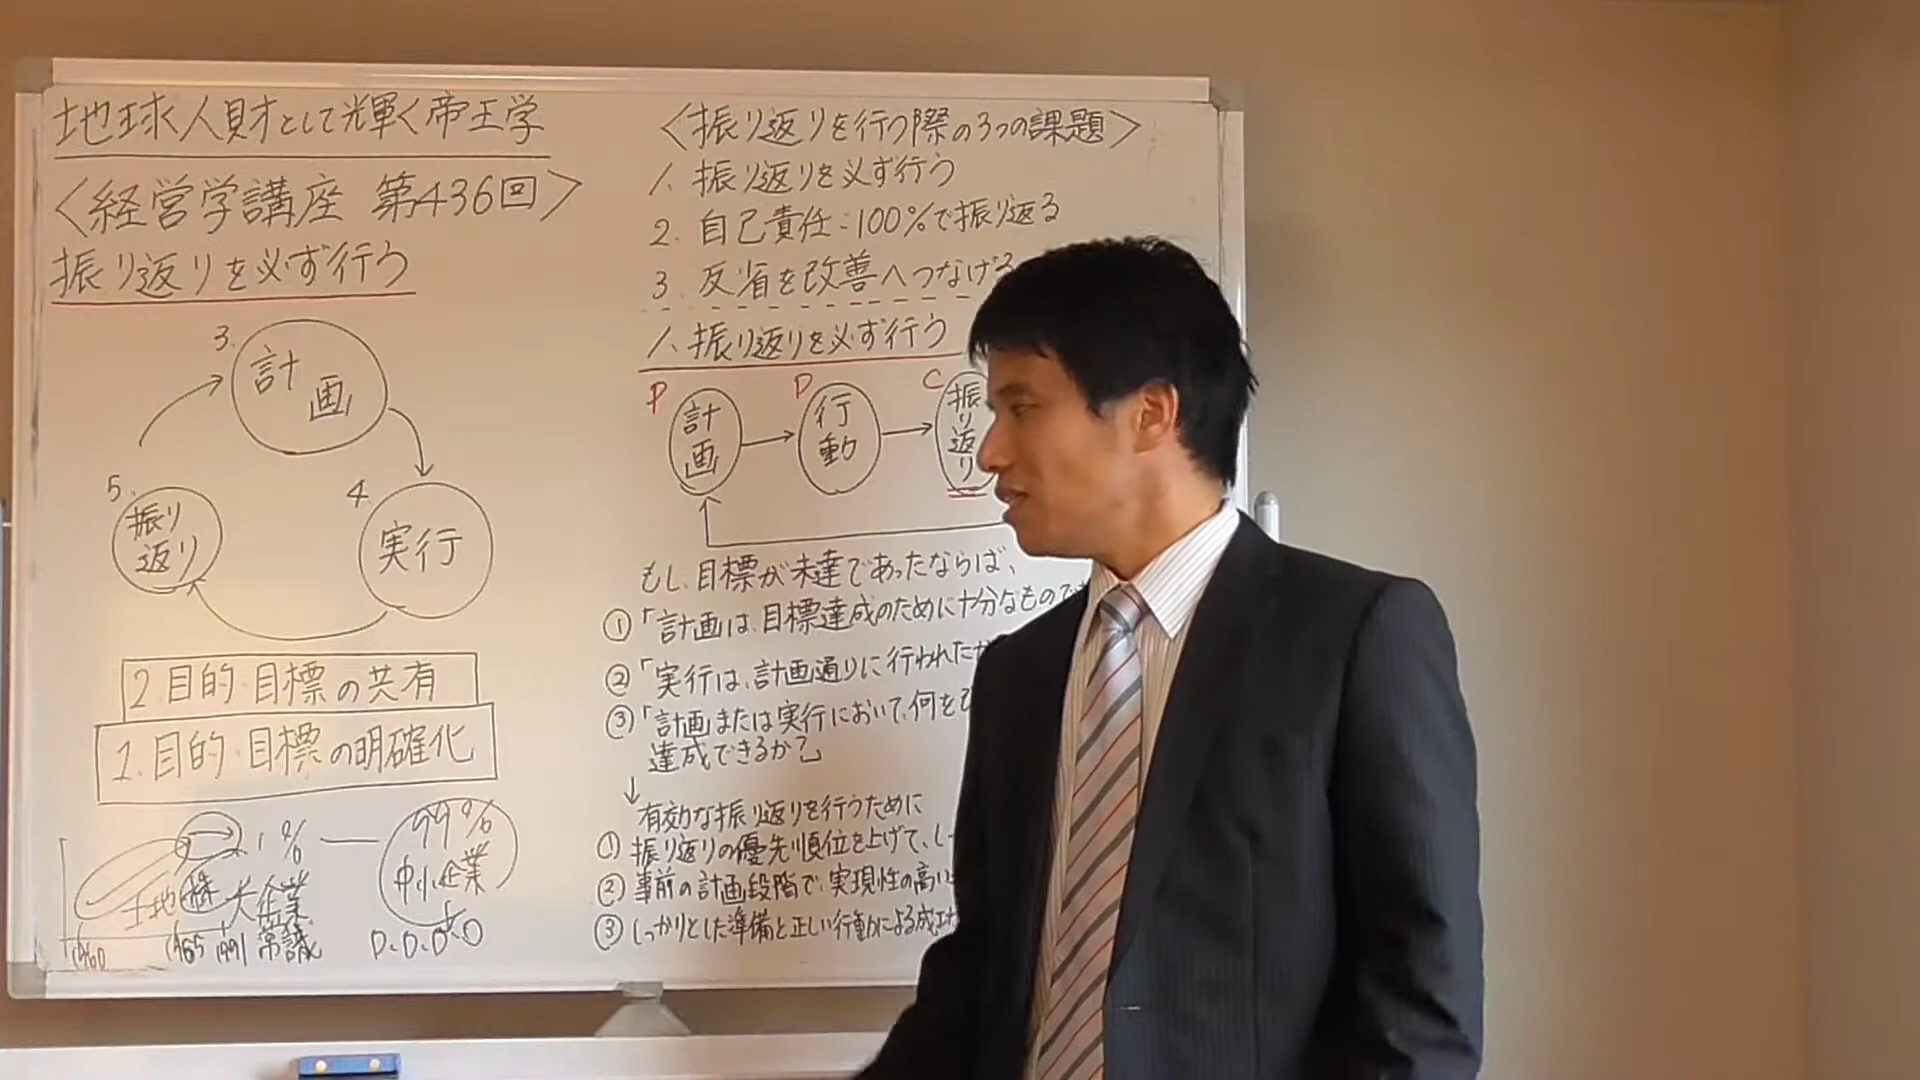 地球人財として輝く帝王学
〈経営学講座 第436回〉
振り返りを必ず行う
3.
計画
4.
実行
5.
振り返り
2.目的・目標の共有
1.目的・目標の明確化
1%
99%
中小企業
土地 株 大企業
1960 1965 1991 常識
D.D.D.D
〈振り返りを行う際の3つの課題〉
1. 振り返りを必ず行う
2. 自己責任:100%で振り返る
3. 反省を改善へつなげる
1. 振り返りを必ず行う
P D C
計画 → 行動 → 振り返り
もし、目標が未達であったならば、
①「計画は、目標達成のために十分なもので
②「実行は、計画通りに行われたか
③「計画または実行において、何を
達成できるか?」
↓
有効な振り返りを行うために
① 振り返りの優先順位を上げて、し
② 事前の計画段階で、実現性の高い
③ しっかりとした準備と正しい行動による成功